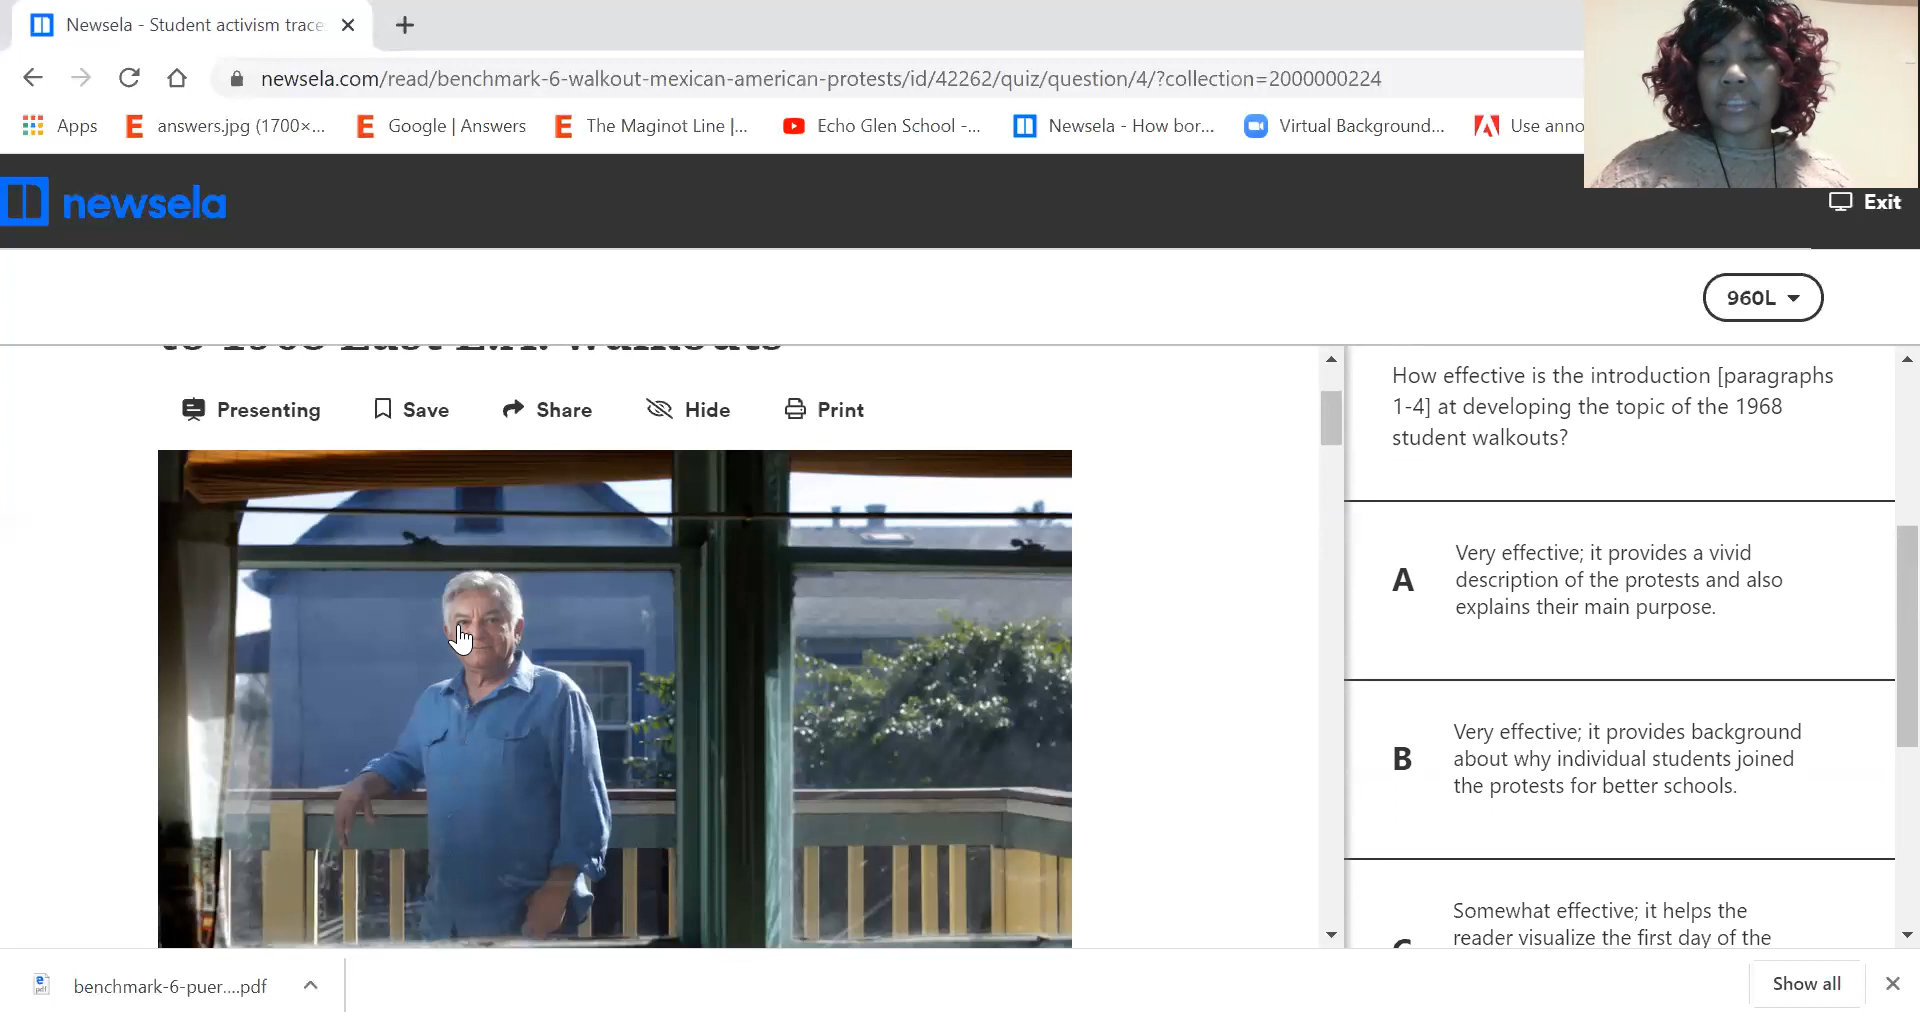 Newsela - Student activism trace
newsela.com/read/benchmark-6-walkout-mexican-american-protests/id/42262/quiz/question/4/?collection=2000000224
Apps answers.jpg (1700×... Google | Answers The Maginot Line |... Echo Glen School -... Newsela - How bor... Virtual Background... Use anno
newsela
Exit
960L
to 1968 East L.A. walkouts
Presenting Save Share Hide Print
How effective is the introduction [paragraphs
1-4] at developing the topic of the 1968
student walkouts?
A
Very effective; it provides a vivid
description of the protests and also
explains their main purpose.
B
Very effective; it provides background
about why individual students joined
the protests for better schools.
C
Somewhat effective; it helps the
reader visualize the first day of the
benchmark-6-puer....pdf
Show all